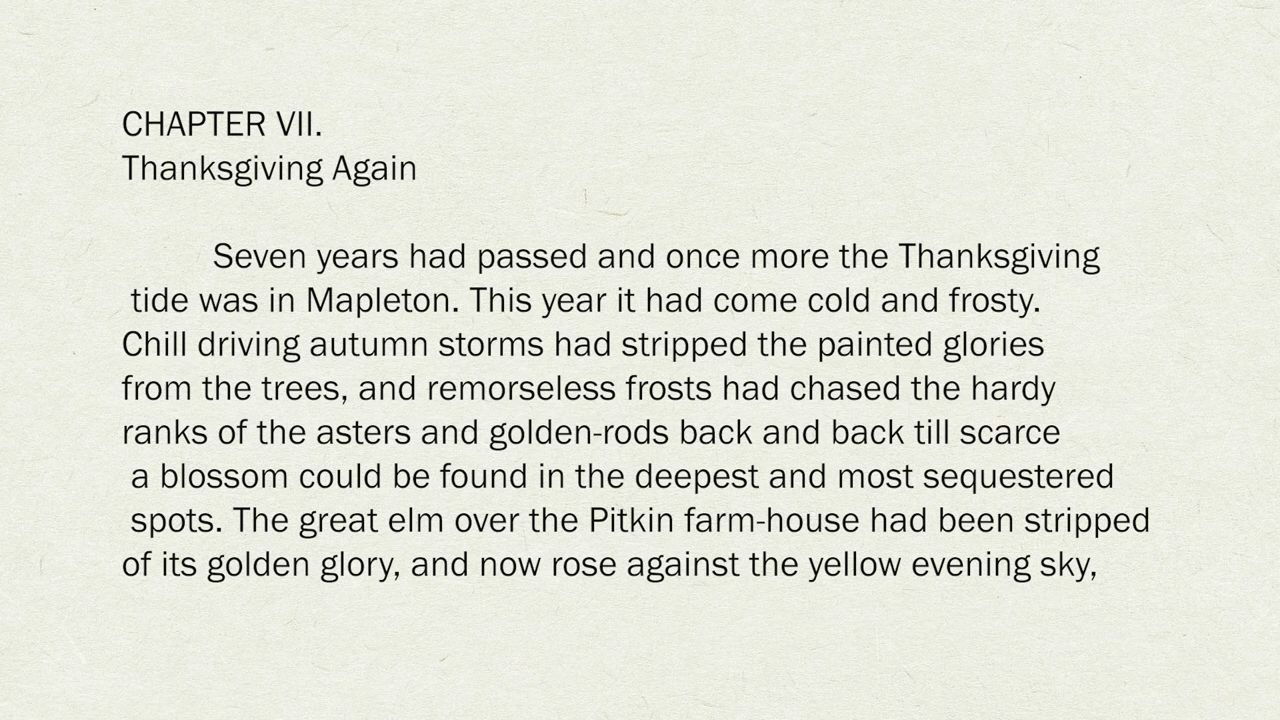 CHAPTER VII.
Thanksgiving Again
Seven years had passed and once more the Thanksgiving
tide was in Mapleton. This year it had come cold and frosty.
Chill driving autumn storms had stripped the painted glories
from the trees, and remorseless frosts had chased the hardy
ranks of the asters and golden-rods back and back till scarce
a blossom could be found in the deepest and most sequestered
spots. The great elm over the Pitkin farm-house had been stripped
of its golden glory, and now rose against the yellow evening sky,